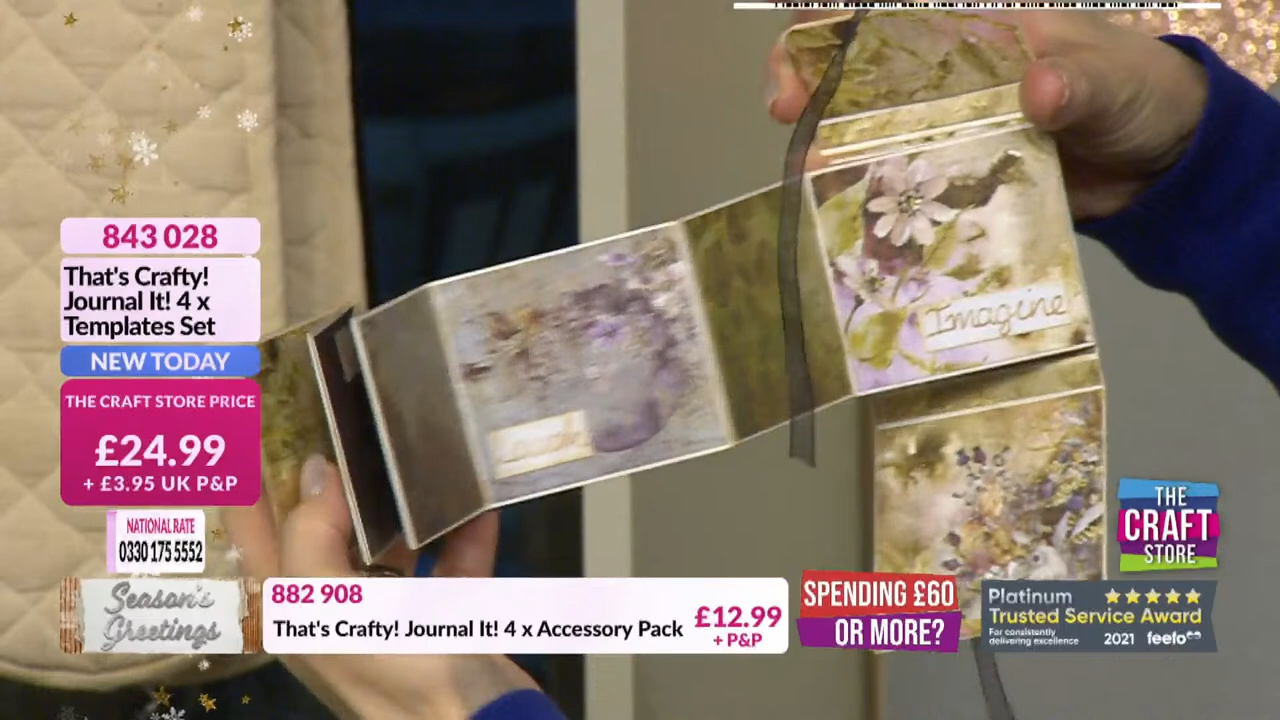 843 028
That's Crafty!
Journal It! 4 x
Templates Set
NEW TODAY
THE CRAFT STORE PRICE
£24.99
+ £3.95 UK P&P
NATIONAL RATE
0330 175 5552
Season's
Greetings
882 908
That's Crafty! Journal It! 4 x Accessory Pack
£12.99
+ P&P
SPENDING £60
OR MORE?
Imagine
THE
CRAFT
STORE
Platinum
Trusted Service Award
For consistently
delivering excellence
2021 feefo